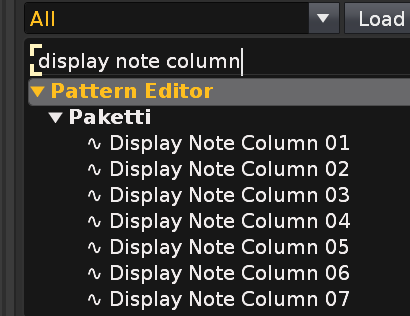 All Load
display note column
Pattern Editor
Paketti
Display Note Column 01
Display Note Column 02
Display Note Column 03
Display Note Column 04
Display Note Column 05
Display Note Column 06
Display Note Column 07